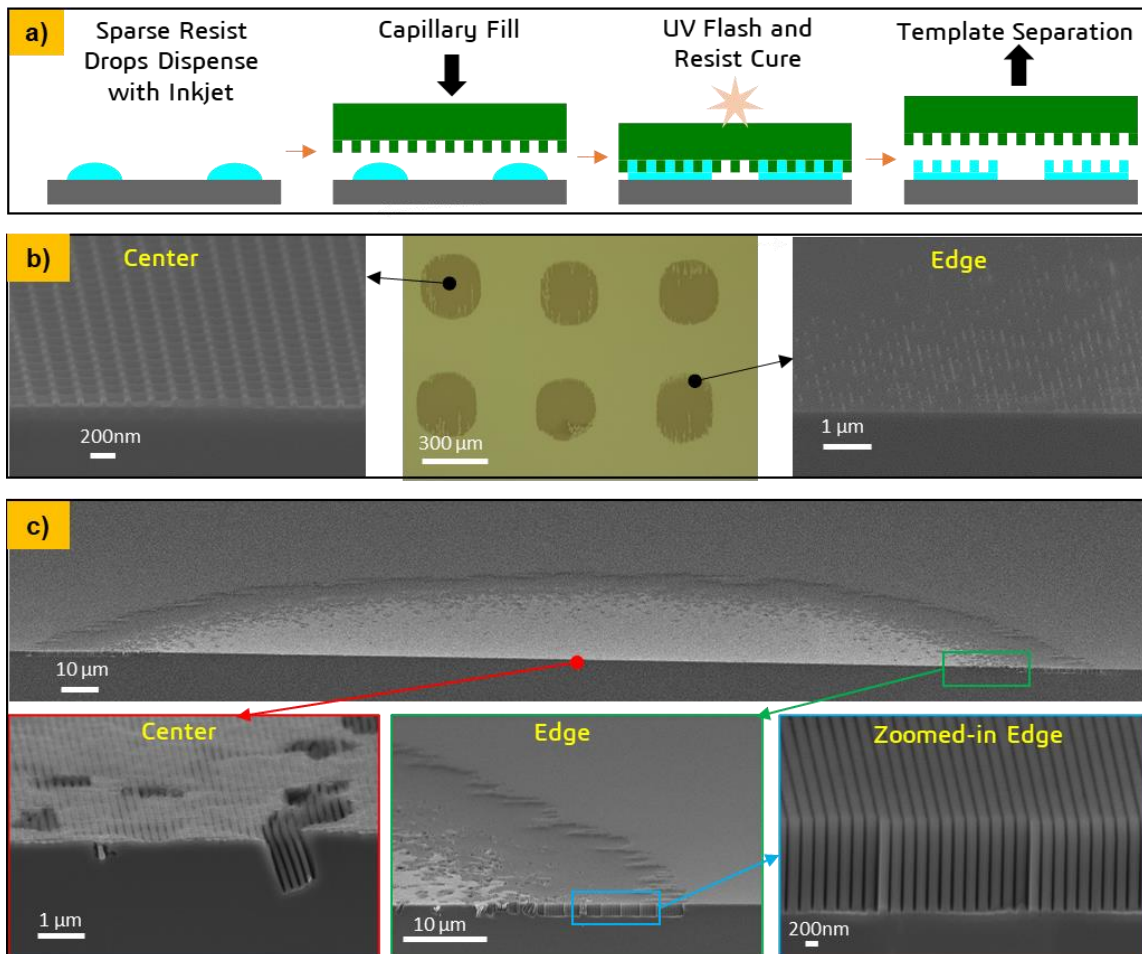 a)
Sparse Resist
Drops Dispense
with Inkjet
Capillary Fill
UV Flash and
Resist Cure
Template Separation
b)
Center
200nm
300 µm
Edge
1 µm
c)
10 µm
Center
1 µm
Edge
10 µm
Zoomed-in Edge
200nm